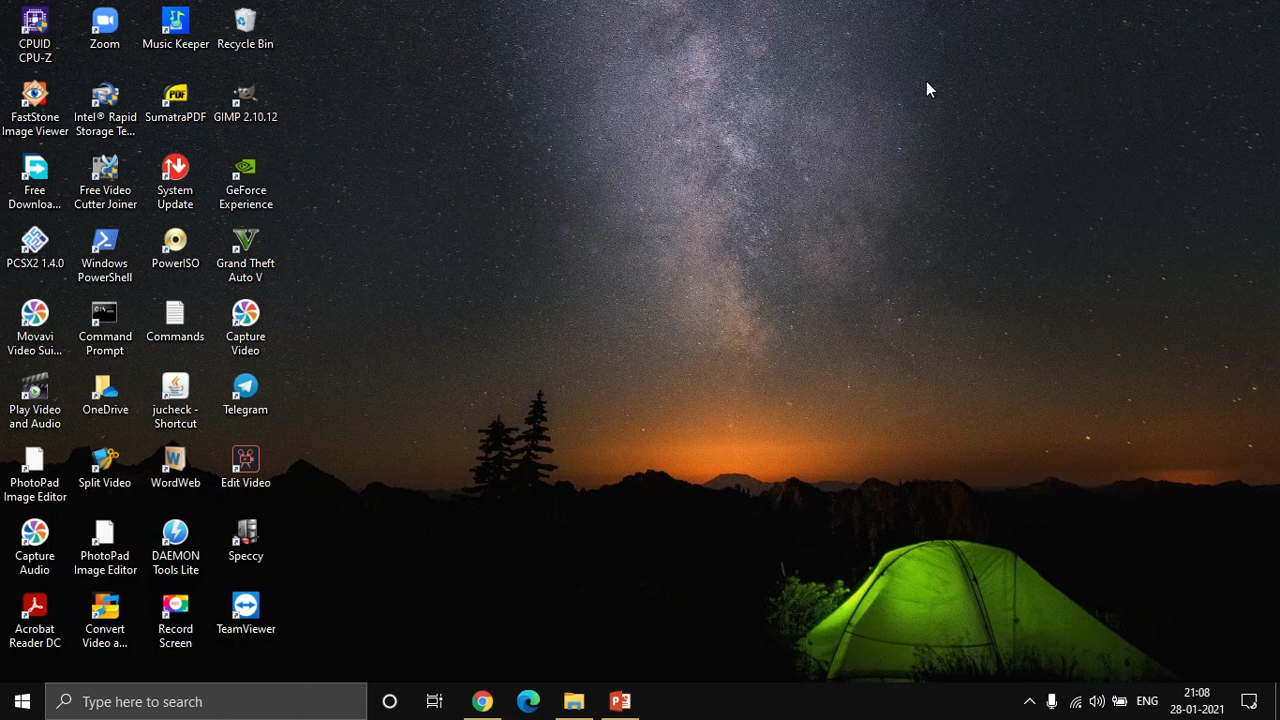 CPUID
CPU-Z
Zoom
Music Keeper
Recycle Bin
FastStone
Image Viewer
Intel® Rapid
Storage Te...
PDF
SumatraPDF
GIMP 2.10.12
Free
Downloa...
Free Video
Cutter Joiner
System
Update
GeForce
Experience
PCSX2 1.4.0
Windows
PowerShell
PowerISO
Grand Theft
Auto V
Movavi
Video Sui...
Command
Prompt
Commands
Capture
Video
Play Video
and Audio
OneDrive
jucheck -
Shortcut
Telegram
PhotoPad
Image Editor
Split Video
W
WordWeb
Edit Video
Capture
Audio
PhotoPad
Image Editor
DAEMON
Tools Lite
Speccy
Acrobat
Reader DC
Convert
Video a...
REC
Record
Screen
TeamViewer
Type here to search
ENG
21:08
28-01-2021